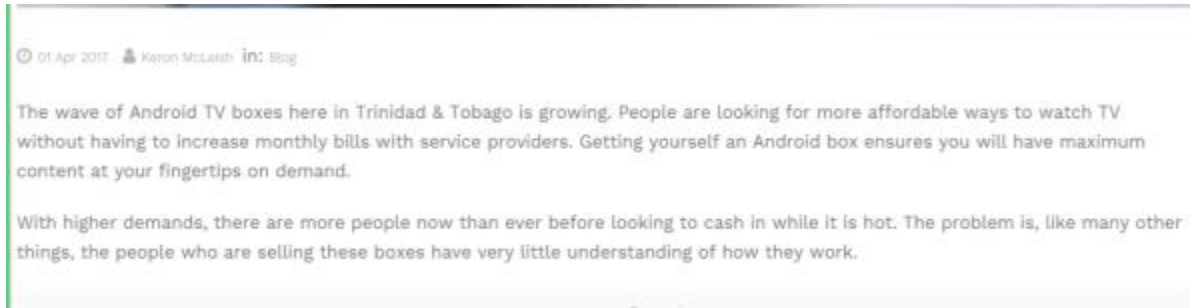 01 Apr 2017 Keron McLeish in: Blog
The wave of Android TV boxes here in Trinidad & Tobago is growing. People are looking for more affordable ways to watch TV
without having to increase monthly bills with service providers. Getting yourself an Android box ensures you will have maximum
content at your fingertips on demand.
With higher demands, there are more people now than ever before looking to cash in while it is hot. The problem is, like many other
things, the people who are selling these boxes have very little understanding of how they work.